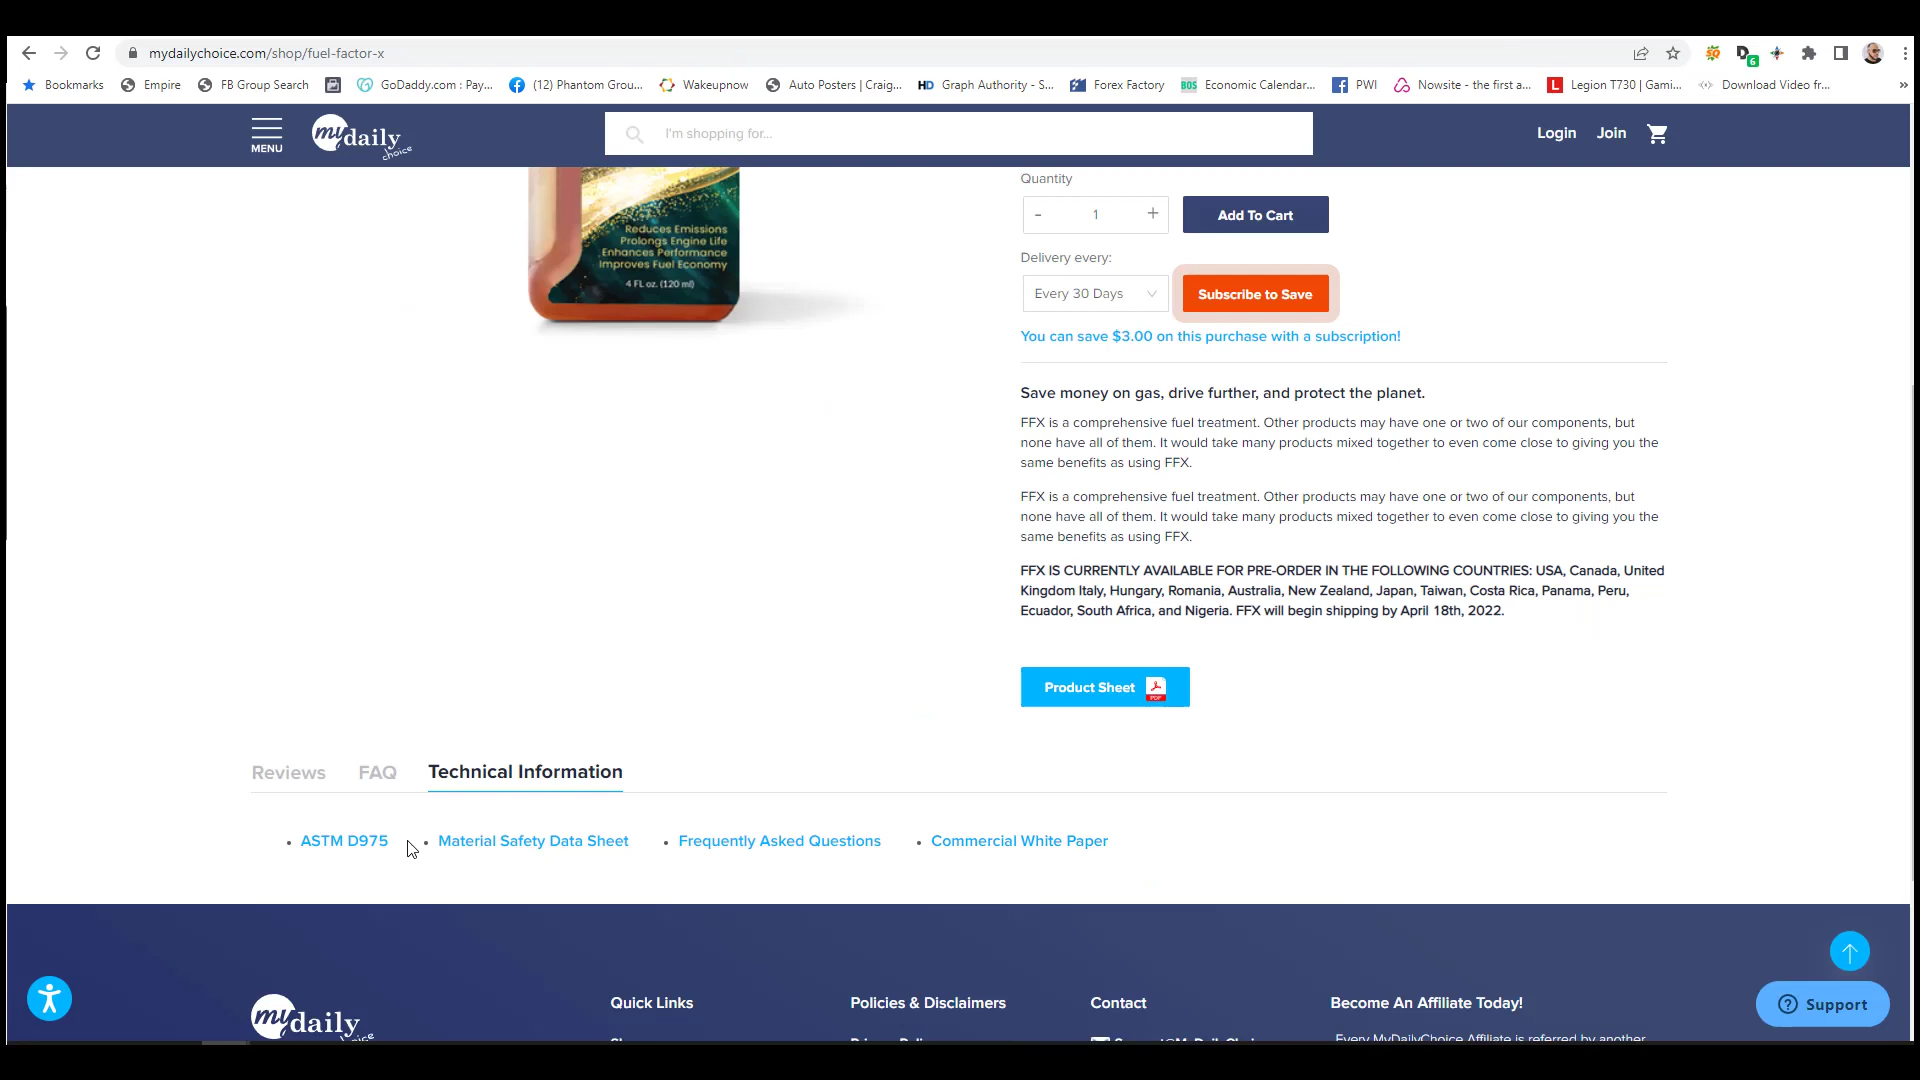 mydailychoice.com/shop/fuel-factor-x
6
Bookmarks
Empire
FB Group Search
GoDaddy.com : Pay...
(12) Phantom Grou...
Wakeupnow
Auto Posters | Craig...
HD Graph Authority - S...
Forex Factory
BOS Economic Calendar...
PWI
Nowsite - the first a...
L Legion T730 | Gami...
Download Video fr...
»
MENU
my daily choice
I'm shopping for...
Login
Join
Reduces Emissions
Prolongs Engine Life
Enhances Performance
Improves Fuel Economy
4 FL oz. (120 ml)
Quantity
- 1 +
Add To Cart
Delivery every:
Every 30 Days
Subscribe to Save
You can save $3.00 on this purchase with a subscription!
Save money on gas, drive further, and protect the planet.
FFX is a comprehensive fuel treatment. Other products may have one or two of our components, but
none have all of them. It would take many products mixed together to even come close to giving you the
same benefits as using FFX.
FFX is a comprehensive fuel treatment. Other products may have one or two of our components, but
none have all of them. It would take many products mixed together to even come close to giving you the
same benefits as using FFX.
FFX IS CURRENTLY AVAILABLE FOR PRE-ORDER IN THE FOLLOWING COUNTRIES: USA, Canada, United
Kingdom Italy, Hungary, Romania, Australia, New Zealand, Japan, Taiwan, Costa Rica, Panama, Peru,
Ecuador, South Africa, and Nigeria. FFX will begin shipping by April 18th, 2022.
Product Sheet
PDF
Reviews
FAQ
Technical Information
• ASTM D975
• Material Safety Data Sheet
• Frequently Asked Questions
• Commercial White Paper
my daily
Quick Links
Policies & Disclaimers
Contact
Become An Affiliate Today!
Every MyDailyChoice Affiliate is referred by another
Support